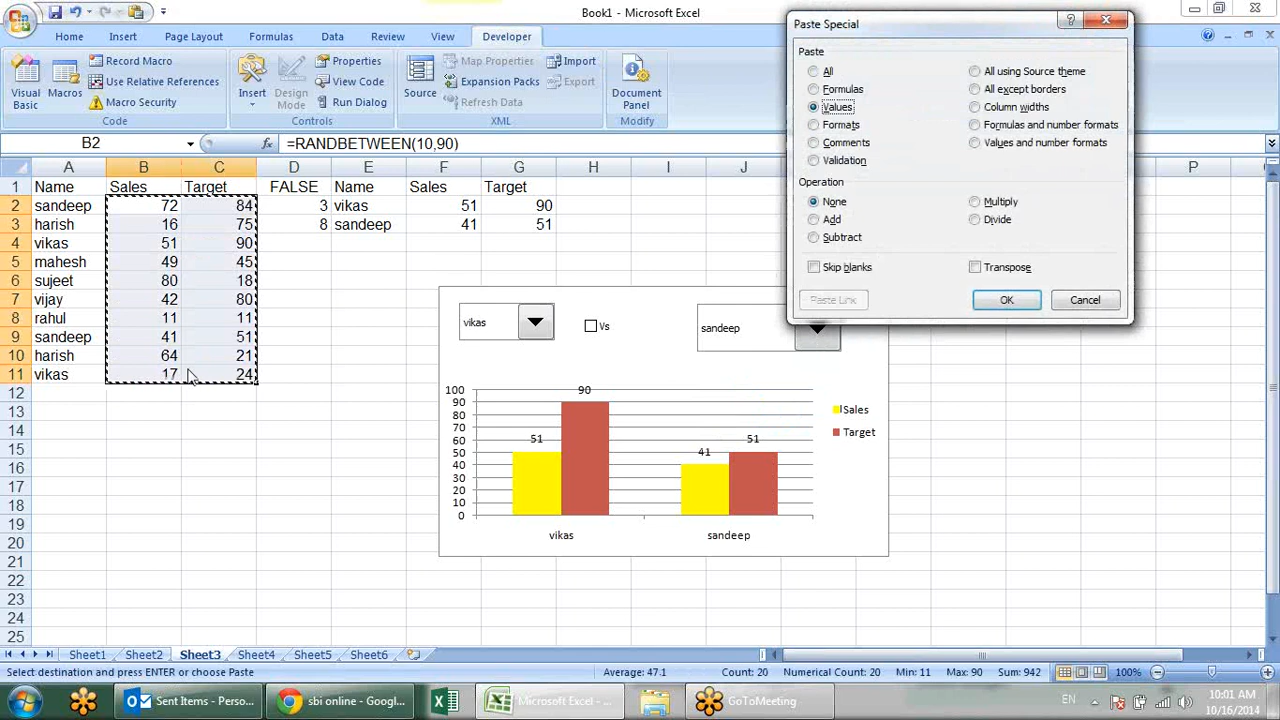 Book1 - Microsoft Excel
Home Insert Page Layout Formulas Data Review View Developer
Visual Basic
Macros
Record Macro
Use Relative References
Macro Security
Code
Insert
Design Mode
Properties
View Code
Run Dialog
Controls
Source
Map Properties
Expansion Packs
Refresh Data
Import
Export
XML
Document Panel
Modify
B2 fx =RANDBETWEEN(10,90)
A B C D E F G H I J P Q
1 Name Sales Target FALSE Name Sales Target
2 sandeep 72 84 3 vikas 51 90
3 harish 16 75 8 sandeep 41 51
4 vikas 51 90
5 mahesh 49 45
6 sujeet 80 18
7 vijay 42 80
8 rahul 11 11
9 sandeep 41 51
10 harish 64 21
11 vikas 17 24
12
13
14
15
16
17
18
19
20
21
22
23
24
25
vikas Vs sandeep
100
90
80
70
60
50
40
30
20
10
0
51 90 41 51
vikas sandeep
Sales
Target
Paste Special
Paste
All All using Source theme
Formulas All except borders
Values Column widths
Formats Formulas and number formats
Comments Values and number formats
Validation
Operation
None Multiply
Add Divide
Subtract
Skip blanks Transpose
Paste Link OK Cancel
Sheet1 Sheet2 Sheet3 Sheet4 Sheet5 Sheet6
Select destination and press ENTER or choose Paste Average: 47.1 Count: 20 Numerical Count: 20 Min: 11 Max: 90 Sum: 942 100%
Sent Items - Perso... sbi online - Googl... Microsoft Excel - ... GoToMeeting EN 10:01 AM
10/16/2014